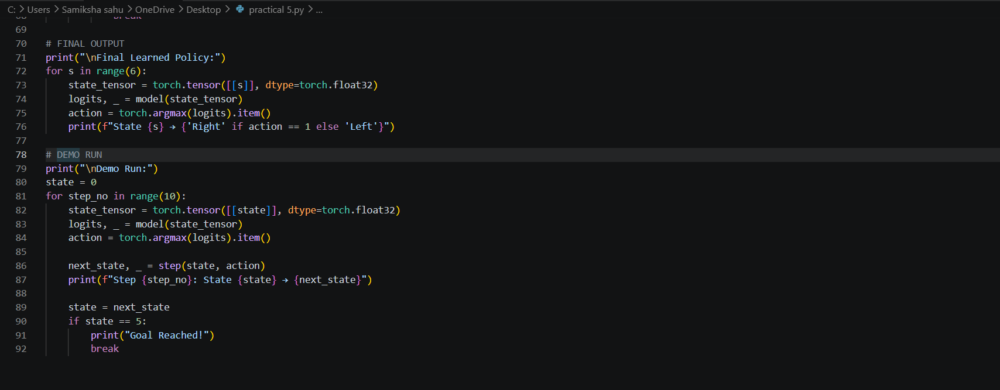 C: > Users > Samiksha sahu > OneDrive > Desktop > practical 5.py > ...
68 break
69
70 # FINAL OUTPUT
71 print("\nFinal Learned Policy:")
72 for s in range(6):
73     state_tensor = torch.tensor([[s]], dtype=torch.float32)
74     logits, _ = model(state_tensor)
75     action = torch.argmax(logits).item()
76     print(f"State {s} → {'Right' if action == 1 else 'Left'}")
77
78 # DEMO RUN
79 print("\nDemo Run:")
80 state = 0
81 for step_no in range(10):
82     state_tensor = torch.tensor([[state]], dtype=torch.float32)
83     logits, _ = model(state_tensor)
84     action = torch.argmax(logits).item()
85
86     next_state, _ = step(state, action)
87     print(f"Step {step_no}: State {state} → {next_state}")
88
89     state = next_state
90     if state == 5:
91         print("Goal Reached!")
92         break